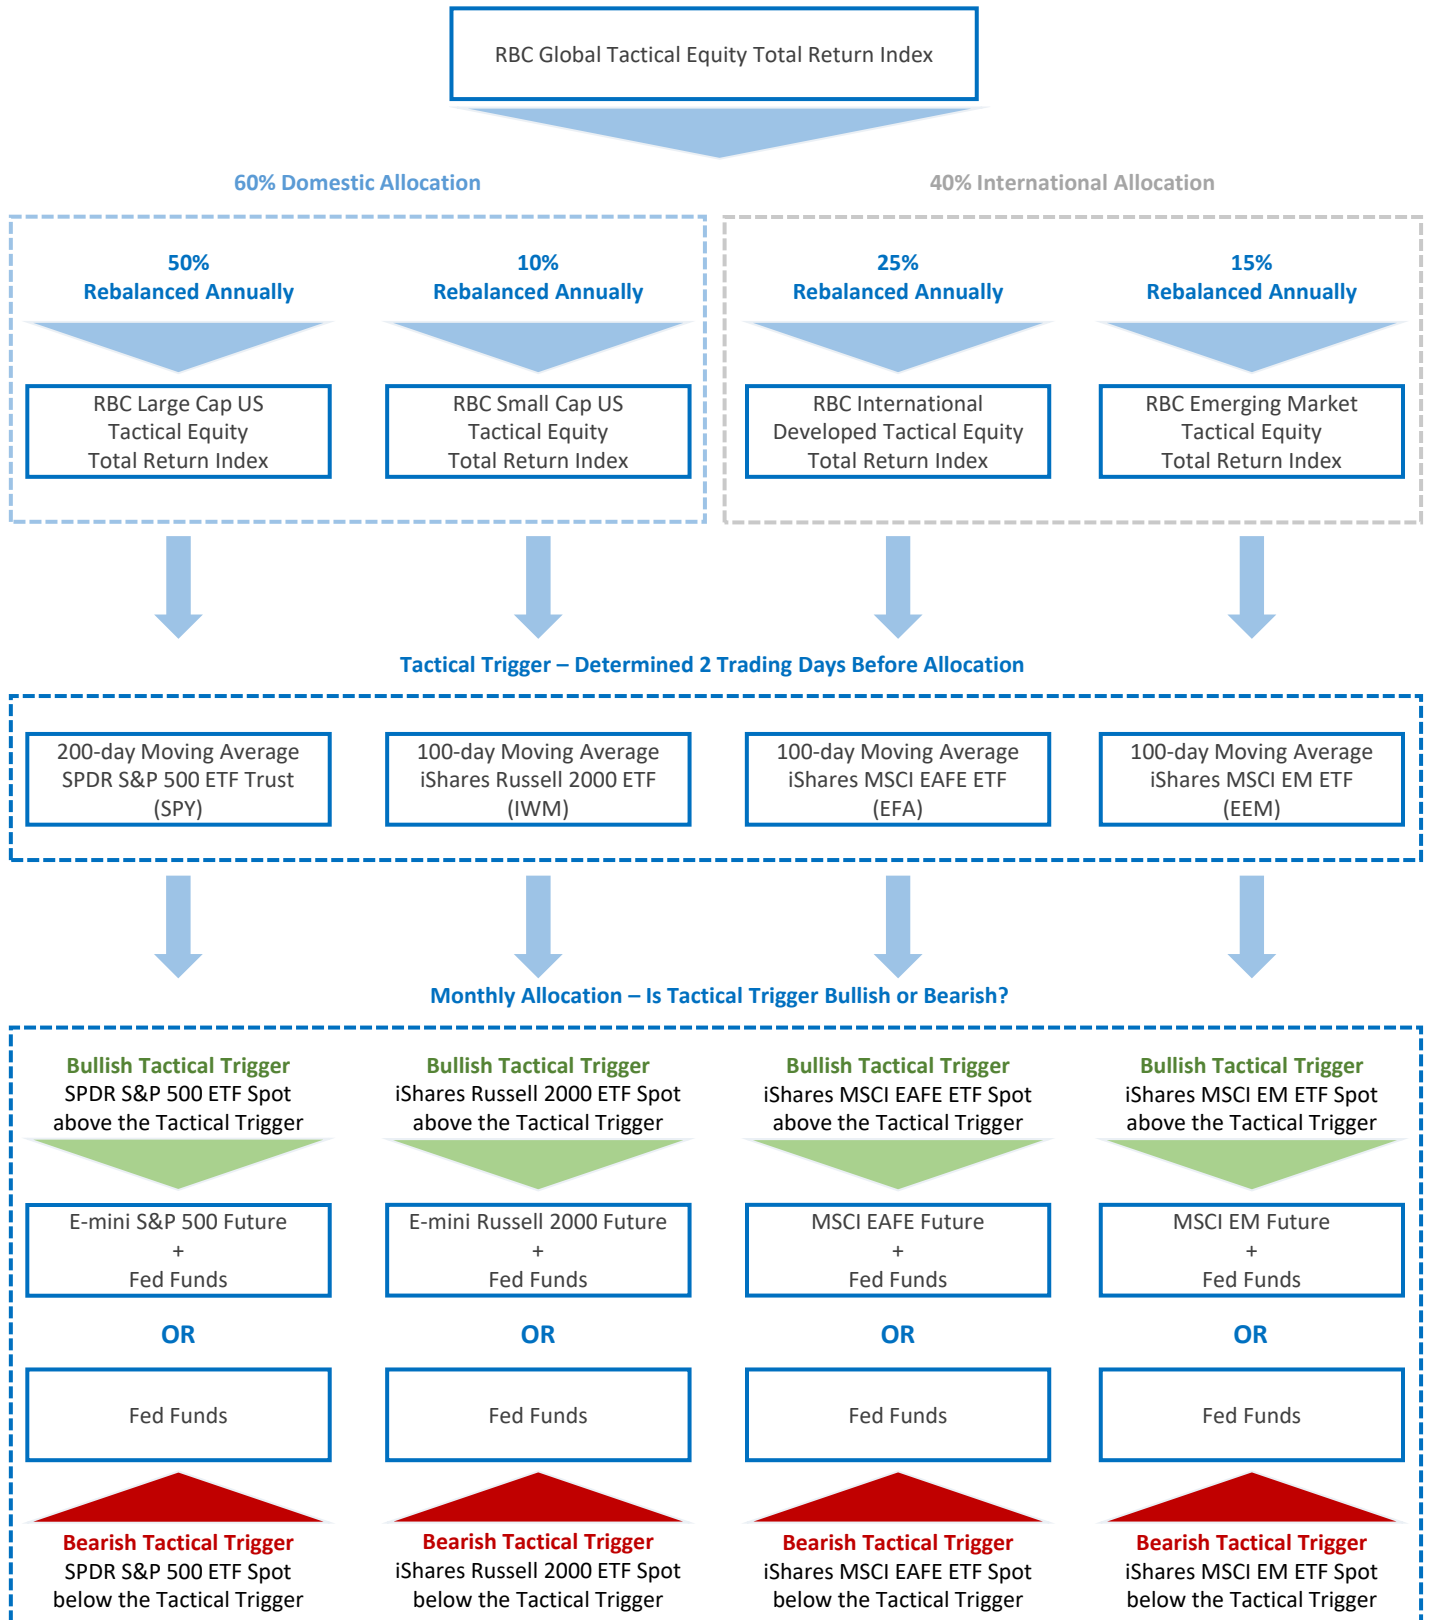 RBC Global Tactical Equity Total Return Index
60% Domestic Allocation
40% International Allocation
50%
Rebalanced Annually
10%
Rebalanced Annually
25%
Rebalanced Annually
15%
Rebalanced Annually
RBC Large Cap US
Tactical Equity
Total Return Index
RBC Small Cap US
Tactical Equity
Total Return Index
RBC International
Developed Tactical Equity
Total Return Index
RBC Emerging Market
Tactical Equity
Total Return Index
Tactical Trigger – Determined 2 Trading Days Before Allocation
200-day Moving Average
SPDR S&P 500 ETF Trust
(SPY)
100-day Moving Average
iShares Russell 2000 ETF
(IWM)
100-day Moving Average
iShares MSCI EAFE ETF
(EFA)
100-day Moving Average
iShares MSCI EM ETF
(EEM)
Monthly Allocation – Is Tactical Trigger Bullish or Bearish?
Bullish Tactical Trigger
SPDR S&P 500 ETF Spot
above the Tactical Trigger
Bullish Tactical Trigger
iShares Russell 2000 ETF Spot
above the Tactical Trigger
Bullish Tactical Trigger
iShares MSCI EAFE ETF Spot
above the Tactical Trigger
Bullish Tactical Trigger
iShares MSCI EM ETF Spot
above the Tactical Trigger
E-mini S&P 500 Future
+
Fed Funds
E-mini Russell 2000 Future
+
Fed Funds
MSCI EAFE Future
+
Fed Funds
MSCI EM Future
+
Fed Funds
OR
OR
OR
OR
Fed Funds
Fed Funds
Fed Funds
Fed Funds
Bearish Tactical Trigger
SPDR S&P 500 ETF Spot
below the Tactical Trigger
Bearish Tactical Trigger
iShares Russell 2000 ETF Spot
below the Tactical Trigger
Bearish Tactical Trigger
iShares MSCI EAFE ETF Spot
below the Tactical Trigger
Bearish Tactical Trigger
iShares MSCI EM ETF Spot
below the Tactical Trigger